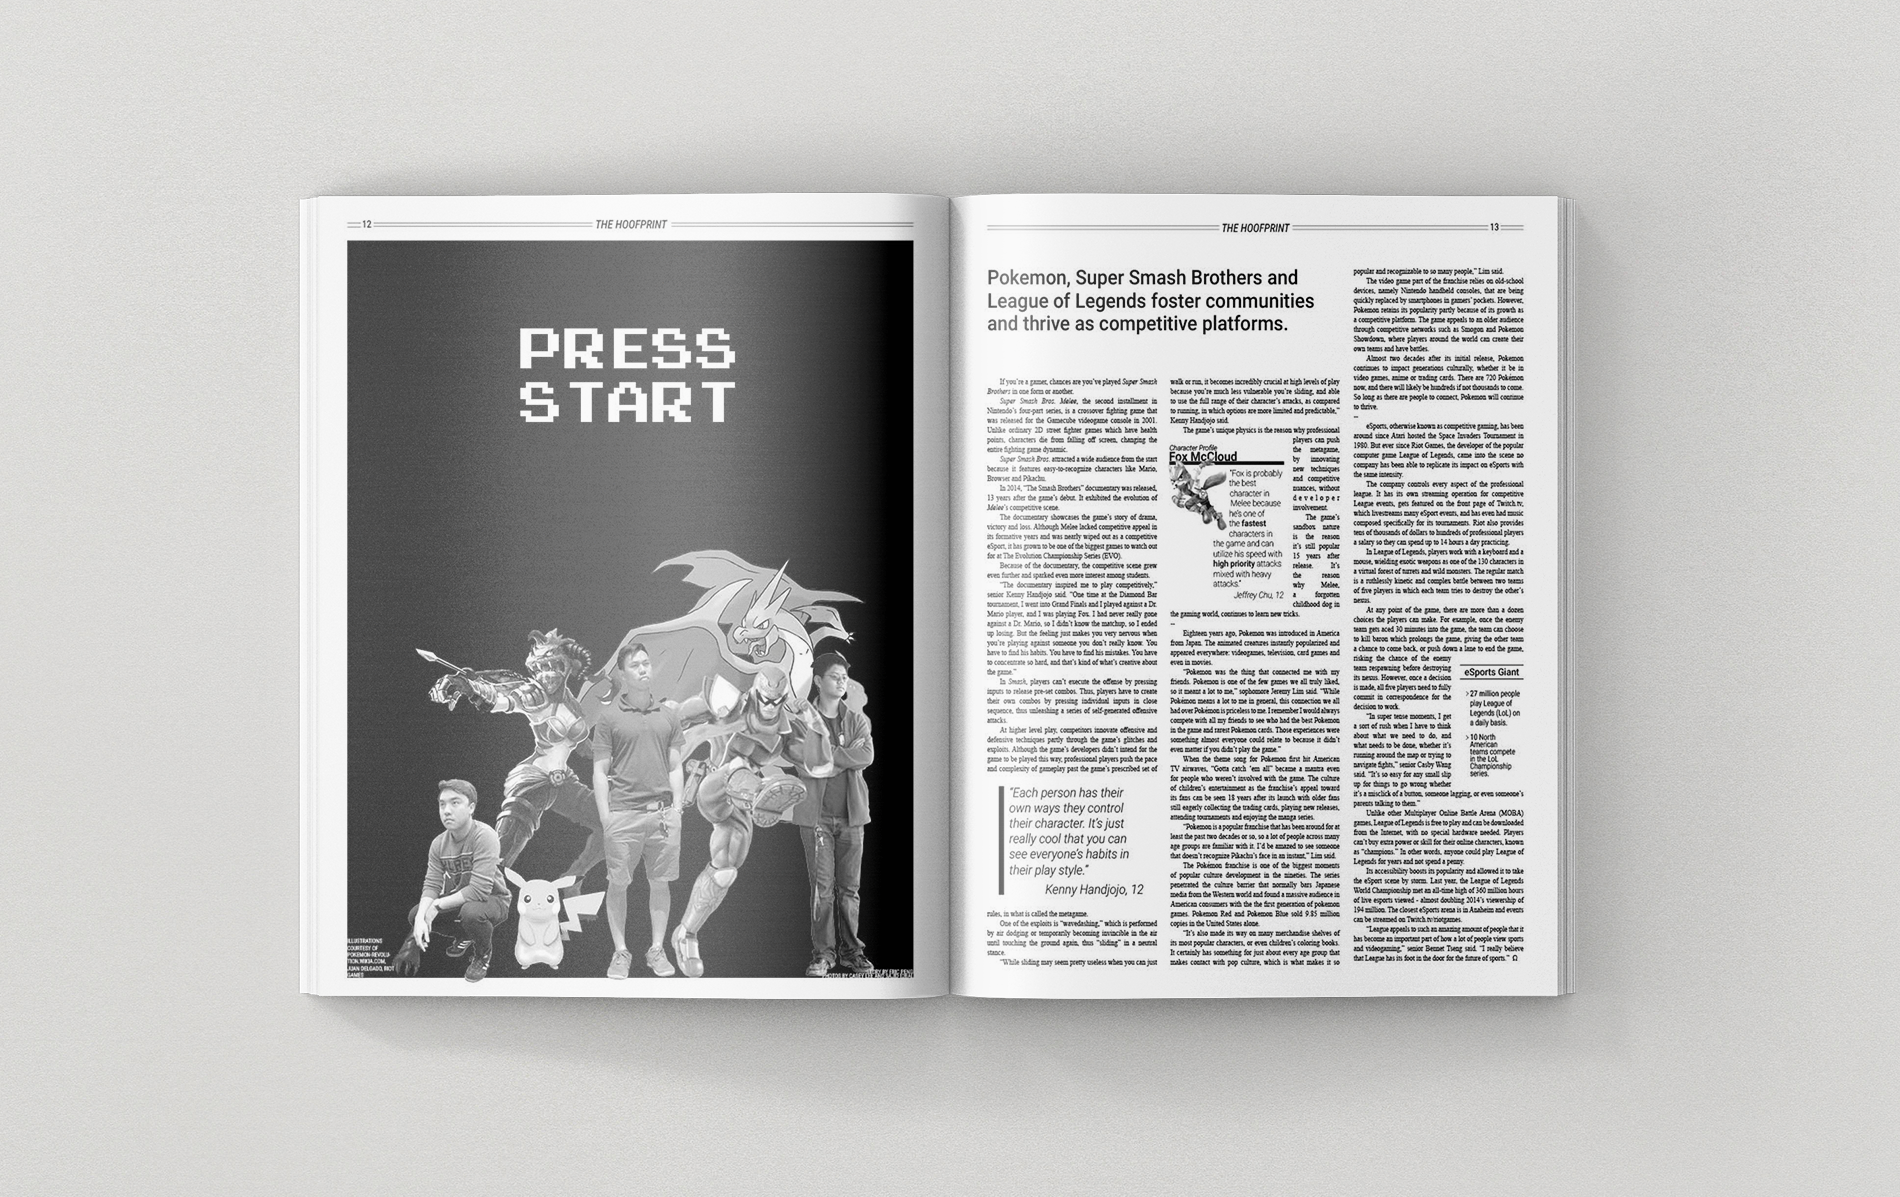 12
THE HOOFPRINT
PRESS
START
ILLUSTRATIONS
COURTESY OF
POKEMON-REVOLU-
TION.WIKIA.COM,
JUAN DELGADO, RIOT
GAMES
THE HOOFPRINT
13
Pokemon, Super Smash Brothers and
League of Legends foster communities
and thrive as competitive platforms.
If you're a gamer, chances are you've played Super Smash
Brothers in one form or another.
Super Smash Bros. Melee, the second installment in
Nintendo's four-part series, is a crossover fighting game that
was released for the Gamecube videogame console in 2001.
Unlike ordinary 2D street fighter games which have health
points, characters die from falling off screen, changing the
entire fighting game dynamic.
Super Smash Bros. attracted a wide audience from the start
because it features easy-to-recognize characters like Mario,
Browser and Pikachu.
In 2014, "The Smash Brothers" documentary was released,
13 years after the game's debut. It exhibited the evolution of
Melee's competitive scene.
The documentary showcases the game's story of drama,
victory and loss. Although Melee lacked competitive appeal in
its formative years and was nearly wiped out as a competitive
eSport, it has grown to be one of the biggest games to watch out
for at The Evolution Championship Series (EVO).
Because of the documentary, the competitive scene grew
even further and sparked even more interest among students.
"The documentary inspired me to play competitively,"
senior Kenny Handjojo said. "One time at the Diamond Bar
tournament, I went into Grand Finals and I played against a Dr.
Mario player, and I was playing Fox. I had never really gone
against a Dr. Mario, so I didn't know the matchup, so I ended
up losing. But the feeling just makes you very nervous when
you're playing against someone you don't really know. You
have to find his habits. You have to find his mistakes. You have
to concentrate so hard, and that's kind of what's creative about
the game."
In Smash, players can't execute the offense by pressing
inputs to release pre-set combos. Thus, players have to create
their own combos by pressing individual inputs in close
sequence, thus unleashing a series of self-generated offensive
attacks.
At higher level play, competitors innovate offensive and
defensive techniques partly through the game's glitches and
exploits. Although the game's developers didn't intend for the
game to be played this way, professional players push the pace
and complexity of gameplay past the game's prescribed set of
"Each person has their
own ways they control
their character. It's just
really cool that you can
see everyone's habits in
their play style."
Kenny Handjojo, 12
rules, in what is called the metagame.
One of the exploits is "wavedashing," which is performed
by air dodging or temporarily becoming invincible in the air
until touching the ground again, thus "sliding" in a neutral
stance.
"While sliding may seem pretty useless when you can just
walk or run, it becomes incredibly crucial at high levels of play
because you're much less vulnerable you're sliding, and able
to use the full range of their character's attacks, as compared
to running, in which options are more limited and predictable,"
Kenny Handjojo said.
The game's unique physics is the reason why professional
players can push
the metagame,
by innovating
new techniques
and competitive
nuances, without
developer
involvement.
The game's
sandbox nature
is the reason
it's still popular
15 years after
release. It's
the reason
why Melee,
a forgotten
childhood dog in
the gaming world, continues to learn new tricks.
Character Profile
Fox McCloud
"Fox is probably
the best
character in
Melee because
he's one of
the fastest
characters in
the game and can
utilize his speed with
high priority attacks
mixed with heavy
attacks."
Jeffrey Chu, 12
–
Eighteen years ago, Pokemon was introduced in America
from Japan. The animated creatures instantly popularized and
appeared everywhere: videogames, television, card games and
even in movies.
"Pokemon was the thing that connected me with my
friends. Pokemon is one of the few games we all truly liked,
so it meant a lot to me," sophomore Jeremy Lim said. "While
Pokemon means a lot to me in general, this connection we all
had over Pokémon is priceless to me. I remember I would always
compete with all my friends to see who had the best Pokemon
in the game and rarest Pokemon cards. Those experiences were
something almost everyone could relate to because it didn't
even matter if you didn't play the game."
When the theme song for Pokemon first hit American
TV airwaves, "Gotta catch 'em all" became a mantra even
for people who weren't involved with the game. The culture
of children's entertainment as the franchise's appeal toward
its fans can be seen 18 years after its launch with older fans
still eagerly collecting the trading cards, playing new releases,
attending tournaments and enjoying the manga series.
"Pokemon is a popular franchise that has been around for at
least the past two decades or so, so a lot of people across many
age groups are familiar with it. I'd be amazed to see someone
that doesn't recognize Pikachu's face in an instant," Lim said.
The Pokémon franchise is one of the biggest moments
of popular culture development in the nineties. The series
penetrated the culture barrier that normally bars Japanese
media from the Western world and found a massive audience in
American consumers with the the first generation of pokemon
games. Pokemon Red and Pokemon Blue sold 9.85 million
copies in the United States alone.
"It's also made its way on many merchandise shelves of
its most popular characters, or even children's coloring books.
It certainly has something for just about every age group that
makes contact with pop culture, which is what makes it so
popular and recognizable to so many people," Lim said.
The video game part of the franchise relies on old-school
devices, namely Nintendo handheld consoles, that are being
quickly replaced by smartphones in gamers' pockets. However,
Pokemon retains its popularity partly because of its growth as
a competitive platform. The game appeals to an older audience
through competitive networks such as Smogon and Pokemon
Showdown, where players around the world can create their
own teams and have battles.
Almost two decades after its initial release, Pokemon
continues to impact generations culturally, whether it be in
video games, anime or trading cards. There are 720 Pokémon
now, and there will likely be hundreds if not thousands to come.
So long as there are people to connect, Pokemon will continue
to thrive.
–
eSports, otherwise known as competitive gaming, has been
around since Atari hosted the Space Invaders Tournament in
1980. But ever since Riot Games, the developer of the popular
computer game League of Legends, came into the scene no
company has been able to replicate its impact on eSports with
the same intensity.
The company controls every aspect of the professional
league. It has its own streaming operation for competitive
League events, gets featured on the front page of Twitch.tv,
which livestreams many eSport events, and has even had music
composed specifically for its tournaments. Riot also provides
tens of thousands of dollars to hundreds of professional players
a salary so they can spend up to 14 hours a day practicing.
In League of Legends, players work with a keyboard and a
mouse, wielding exotic weapons as one of the 130 characters in
a virtual forest of turrets and wild monsters. The regular match
is a ruthlessly kinetic and complex battle between two teams
of five players in which each team tries to destroy the other's
nexus.
At any point of the game, there are more than a dozen
choices the players can make. For example, once the enemy
team gets aced 30 minutes into the game, the team can choose
to kill baron which prolongs the game, giving the other team
a chance to come back, or push down a lane to end the game,
risking the chance of the enemy
team respawning before destroying
its nexus. However, once a decision
is made, all five players need to fully
commit in correspondence for the
decision to work.
"In super tense moments, I get
a sort of rush when I have to think
about what we need to do, and
what needs to be done, whether it's
running around the map or trying to
navigate fights," senior Casby Wang
said. "It's so easy for any small slip
up for things to go wrong whether
it's a misclick of a button, someone lagging, or even someone's
parents talking to them."
eSports Giant
> 27 million people
play League of
Legends (LoL) on
a daily basis.
> 10 North
American
teams compete
in the LoL
Championship
series.
Unlike other Multiplayer Online Battle Arena (MOBA)
games, League of Legends is free to play and can be downloaded
from the Internet, with no special hardware needed. Players
can't buy extra power or skill for their online characters, known
as "champions." In other words, anyone could play League of
Legends for years and not spend a penny.
Its accessibility boosts its popularity and allowed it to take
the eSport scene by storm. Last year, the League of Legends
World Championship met an all-time high of 360 million hours
of live esports viewed - almost doubling 2014's viewership of
194 million. The closest eSports arena is in Anaheim and events
can be streamed on Twitch.tv/riotgames.
"League appeals to such an amazing amount of people that it
has become an important part of how a lot of people view sports
and videogaming," senior Bennet Tseng said. "I really believe
that League has its foot in the door for the future of sports." Ω